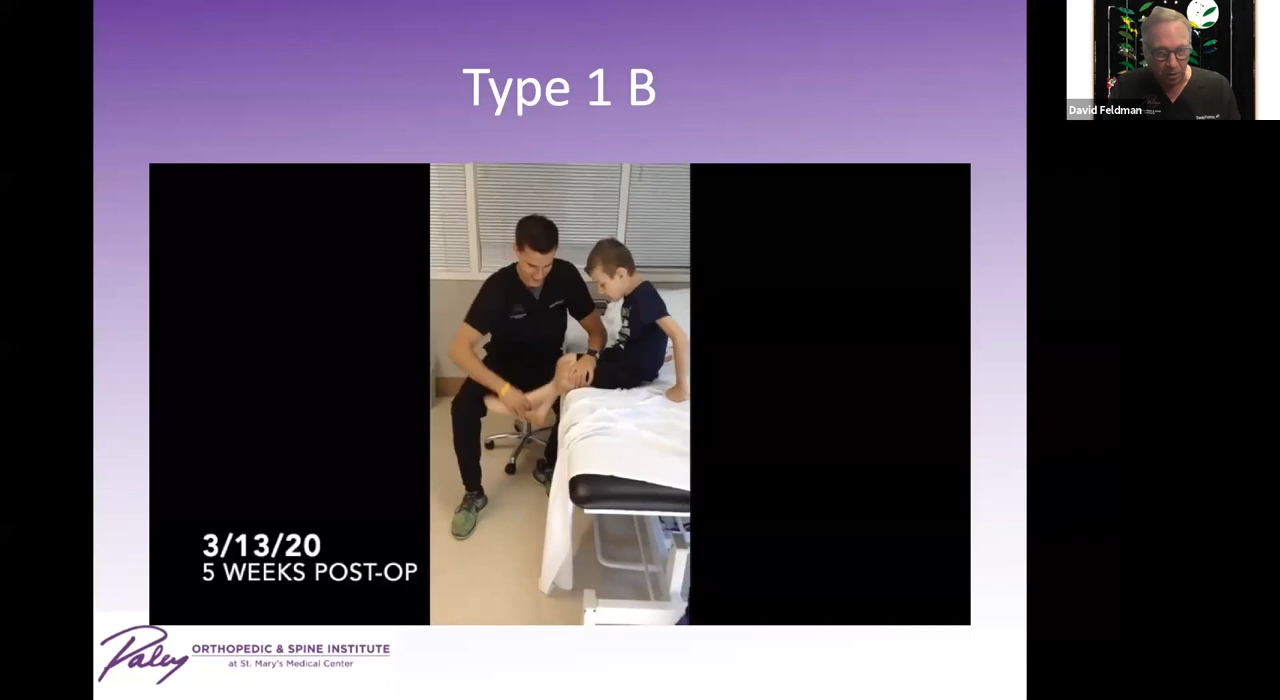 Type 1 B
David Feldman
3/13/20
5 WEEKS POST-OP
Paley
ORTHOPEDIC & SPINE INSTITUTE
at St. Mary's Medical Center